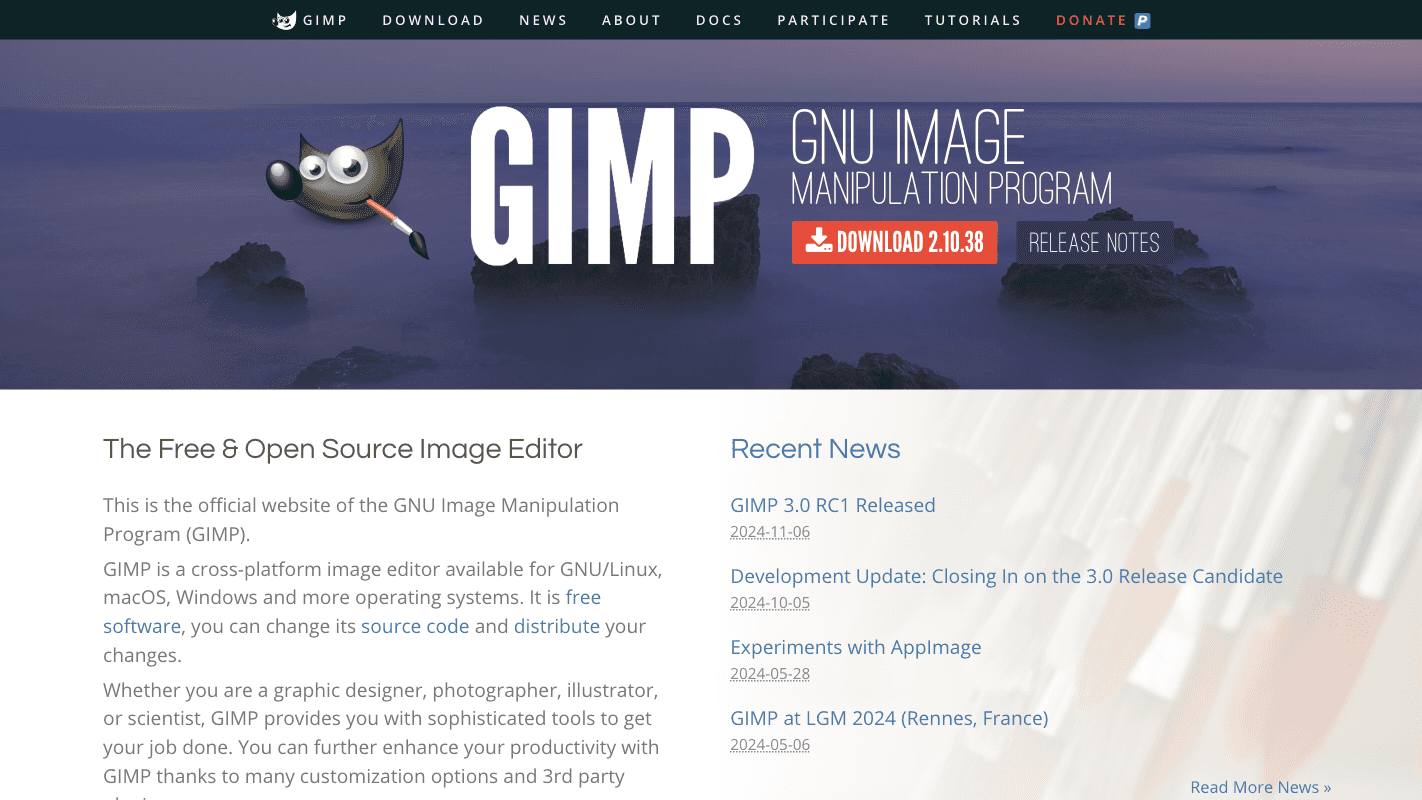 GIMP DOWNLOAD NEWS ABOUT DOCS PARTICIPATE TUTORIALS DONATE
GIMP
GNU IMAGE
MANIPULATION PROGRAM
DOWNLOAD 2.10.38 RELEASE NOTES
The Free & Open Source Image Editor
This is the official website of the GNU Image Manipulation
Program (GIMP).
GIMP is a cross-platform image editor available for GNU/Linux,
macOS, Windows and more operating systems. It is free
software, you can change its source code and distribute your
changes.
Whether you are a graphic designer, photographer, illustrator,
or scientist, GIMP provides you with sophisticated tools to get
your job done. You can further enhance your productivity with
GIMP thanks to many customization options and 3rd party
Recent News
GIMP 3.0 RC1 Released
2024-11-06
Development Update: Closing In on the 3.0 Release Candidate
2024-10-05
Experiments with AppImage
2024-05-28
GIMP at LGM 2024 (Rennes, France)
2024-05-06
Read More News »